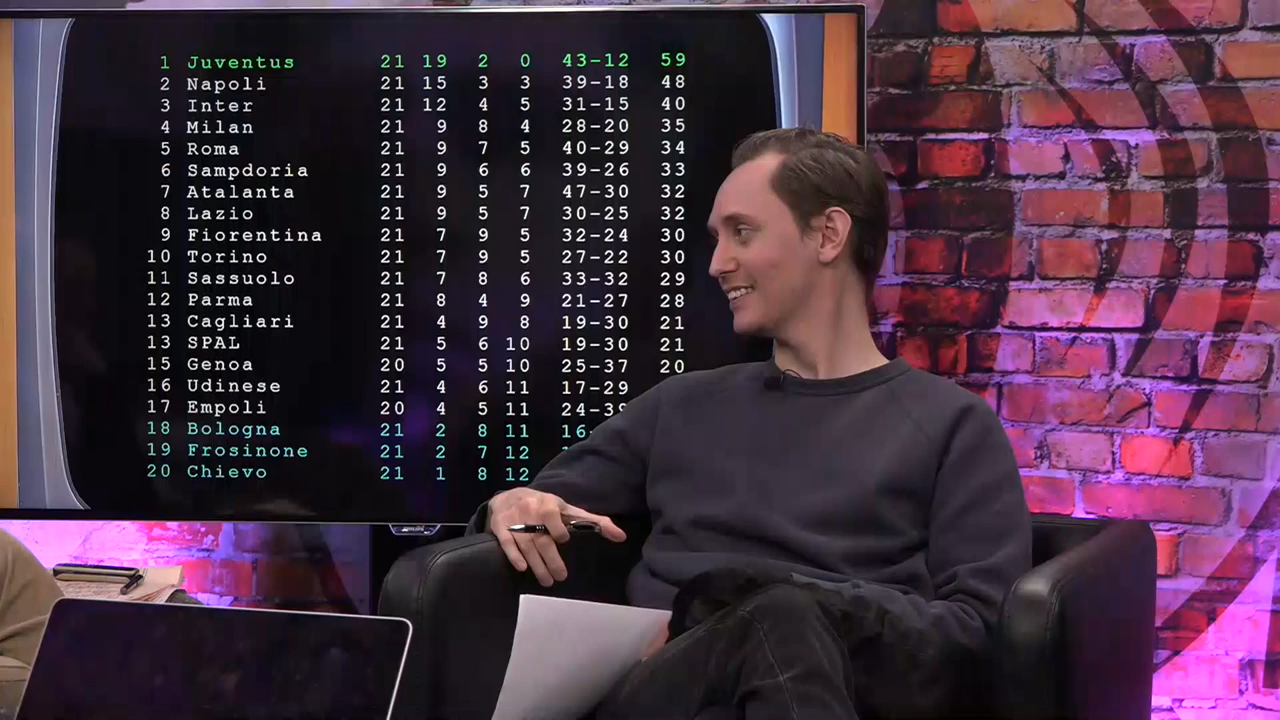 1 Juventus 21 19 2 0 43-12 59
2 Napoli 21 15 3 3 39-18 48
3 Inter 21 12 4 5 31-15 40
4 Milan 21 9 8 4 28-20 35
5 Roma 21 9 7 5 40-29 34
6 Sampdoria 21 9 6 6 39-26 33
7 Atalanta 21 9 5 7 47-30 32
8 Lazio 21 9 5 7 30-25 32
9 Fiorentina 21 7 9 5 32-24 30
10 Torino 21 7 9 5 27-22 30
11 Sassuolo 21 7 8 6 33-32 29
12 Parma 21 8 4 9 21-27 28
13 Cagliari 21 4 9 8 19-30 21
13 SPAL 21 5 6 10 19-30 21
15 Genoa 20 5 5 10 25-37 20
16 Udinese 21 4 6 11 17-29
17 Empoli 20 4 5 11 24-
18 Bologna 21 2 8 11 16-
19 Frosinone 21 2 7 12
20 Chievo 21 1 8 12